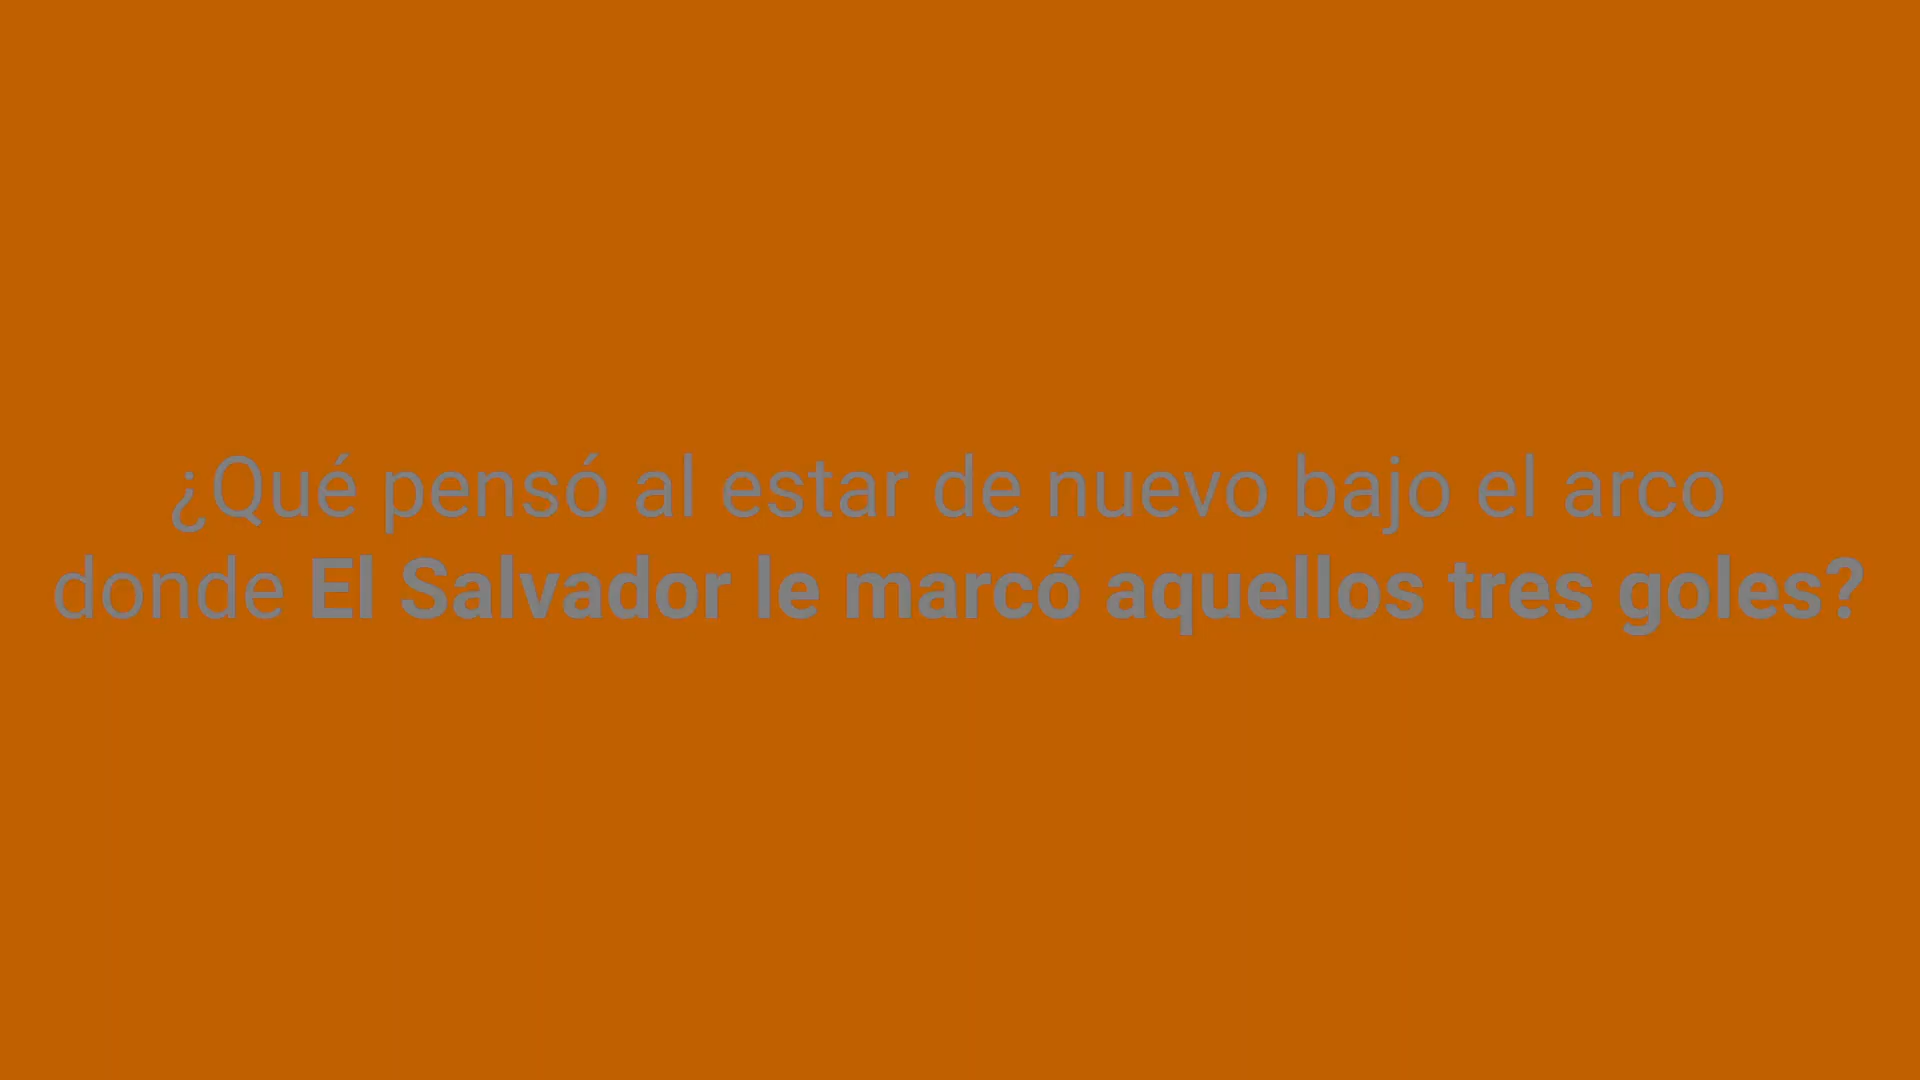 ¿Qué pensó al estar de nuevo bajo el arco
donde El Salvador le marcó aquellos tres goles?